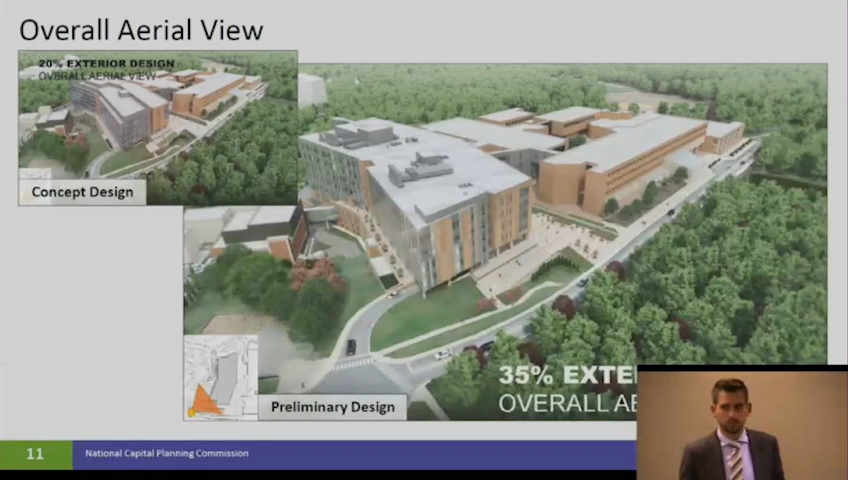 Overall Aerial View
20% EXTERIOR DESIGN
OVERALL AERIAL VIEW
Concept Design
35% EXTE
OVERALL AE
Preliminary Design
11
National Capital Planning Commission